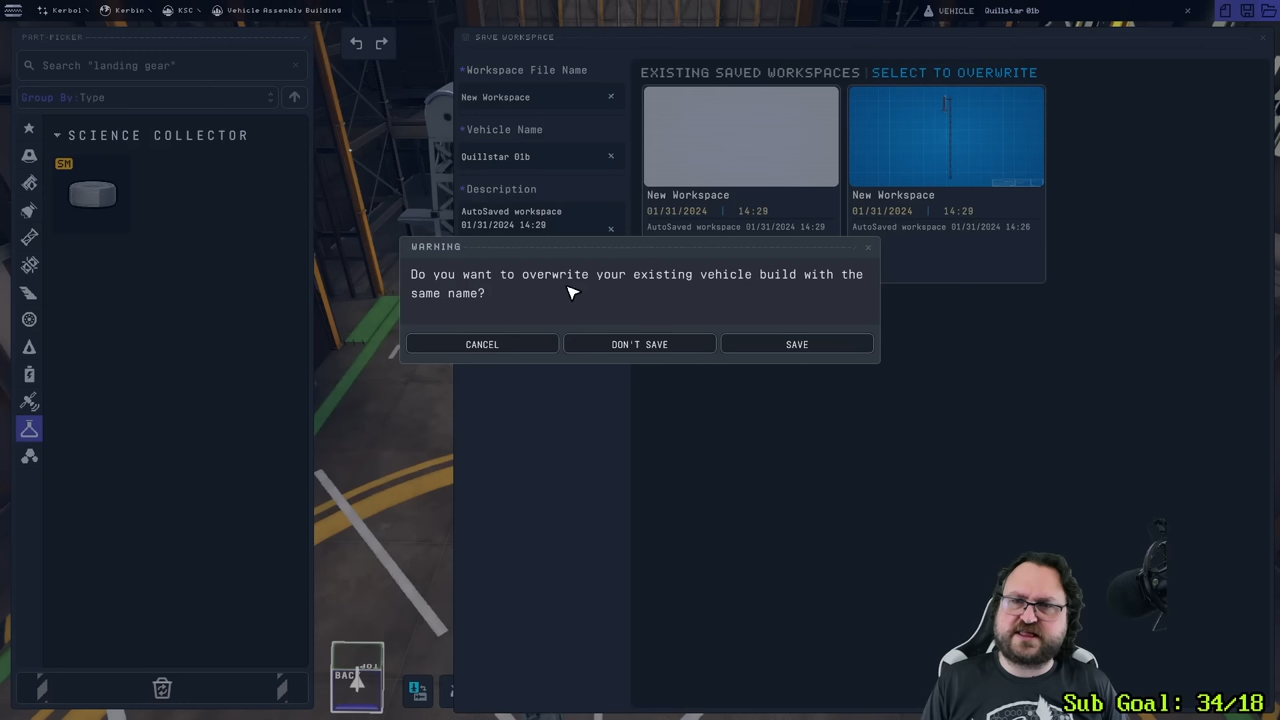 Kerbol
Kerbin
KSC
Vehicle Assembly Building
VEHICLE
Quillstar 01b
PART-PICKER
Search "landing gear"
Group By: Type
SCIENCE COLLECTOR
SM
SAVE WORKSPACE
*Workspace File Name
New Workspace
*Vehicle Name
Quillstar 01b
*Description
AutoSaved workspace
01/31/2024 14:29
EXISTING SAVED WORKSPACES | SELECT TO OVERWRITE
New Workspace
01/31/2024 | 14:29
AutoSaved workspace 01/31/2024 14:29
New Workspace
01/31/2024 | 14:29
AutoSaved workspace 01/31/2024 14:26
WARNING
Do you want to overwrite your existing vehicle build with the
same name?
CANCEL
DON'T SAVE
SAVE
BACK
Sub Goal: 34/18